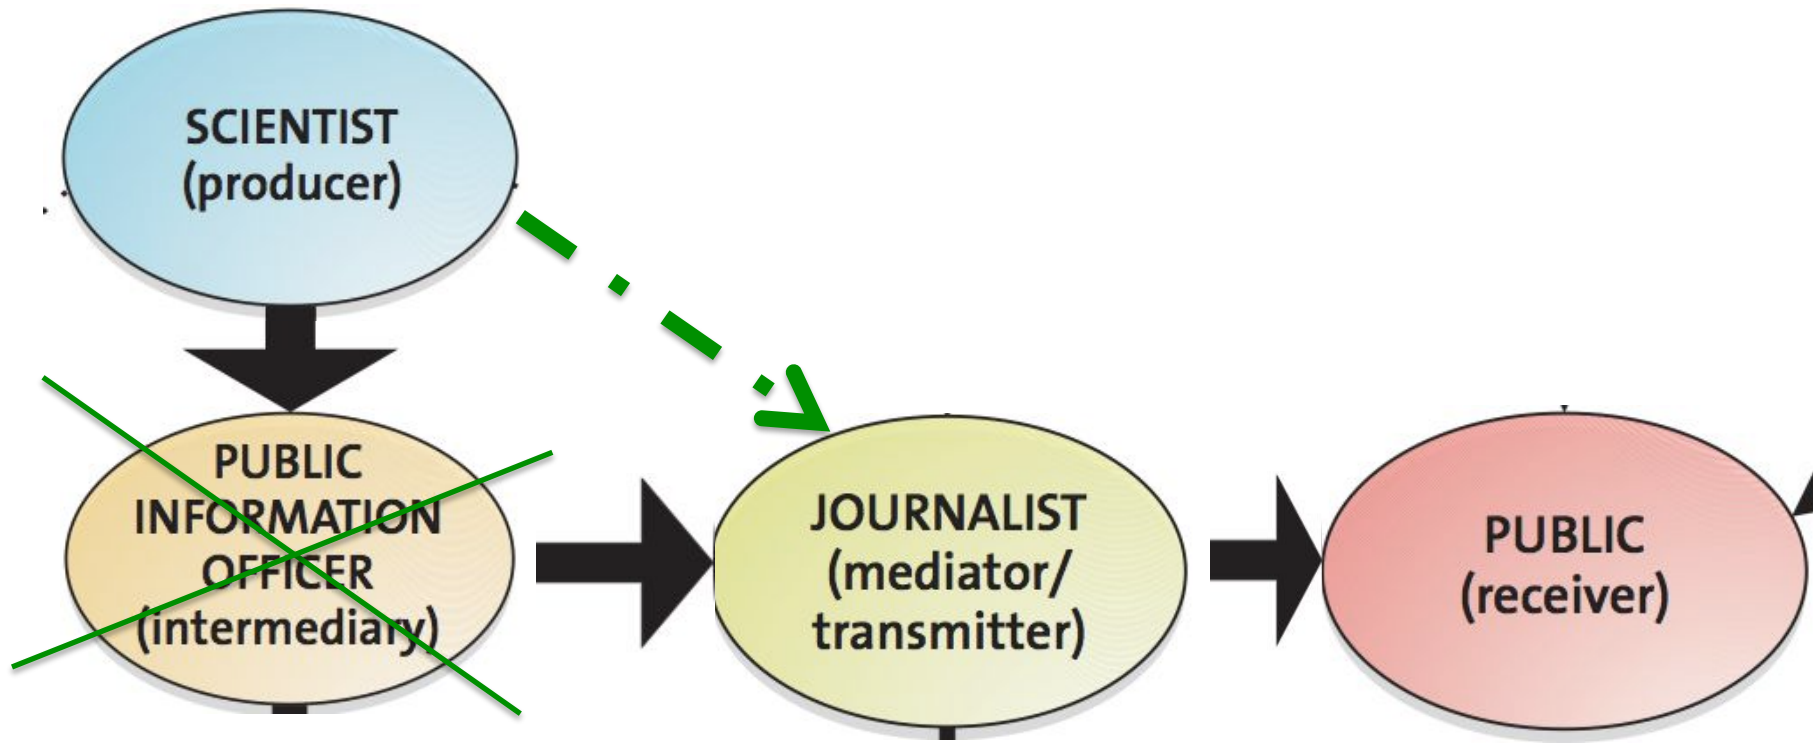 SCIENTIST
(producer)
PUBLIC
INFORMATION
OFFICER
(intermediary)
JOURNALIST
(mediator/
transmitter)
PUBLIC
(receiver)